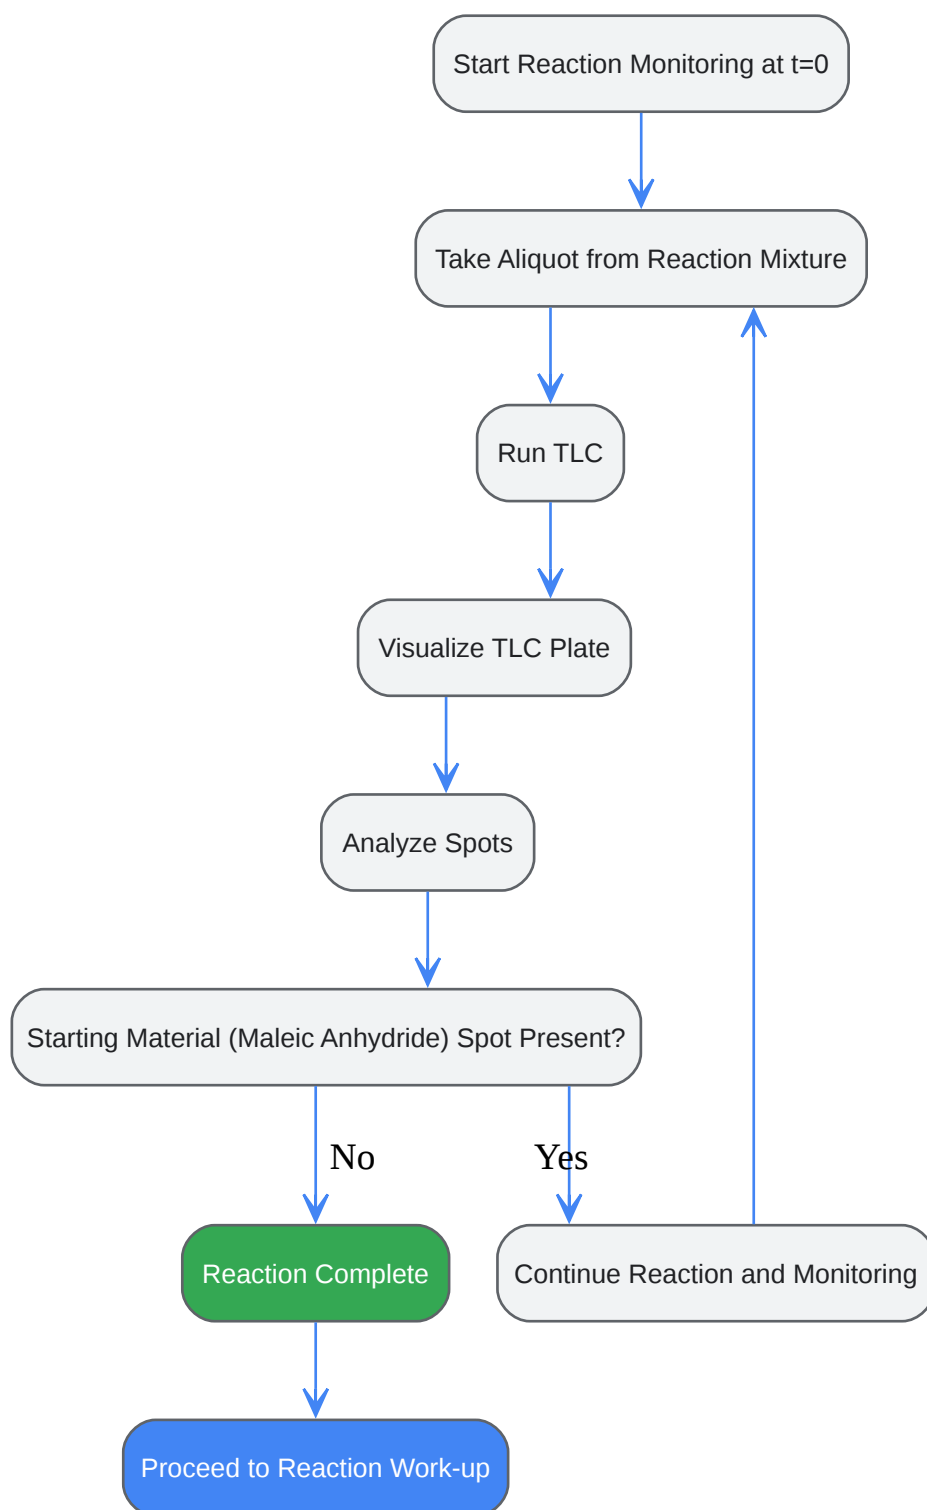 Start Reaction Monitoring at t=0
Take Aliquot from Reaction Mixture
Run TLC
Visualize TLC Plate
Analyze Spots
Starting Material (Maleic Anhydride) Spot Present?
No
Yes
Reaction Complete
Continue Reaction and Monitoring
Proceed to Reaction Work-up